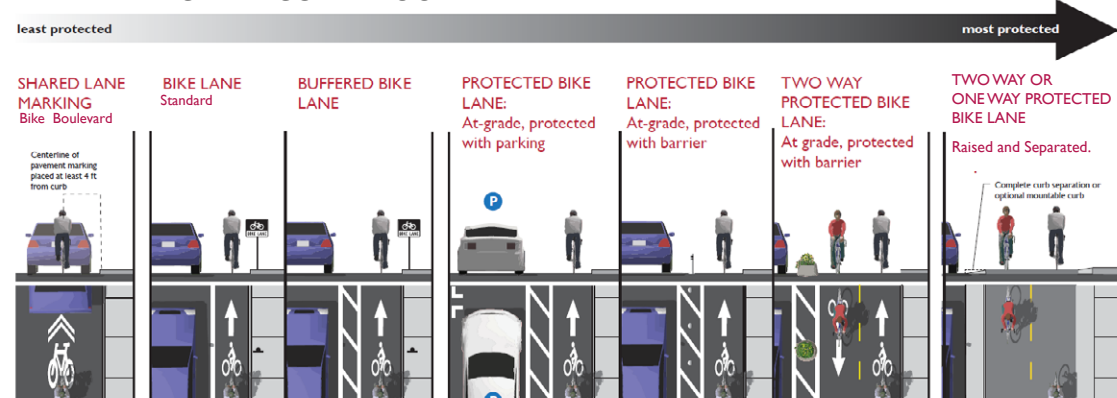 least protected
most protected
SHARED LANE
MARKING
Bike Boulevard
Centerline of
pavement marking
placed at least 4 ft
from curb
BIKE LANE
Standard
BIKE LANE
BUFFERED BIKE
LANE
BIKE LANE
PROTECTED BIKE
LANE:
At-grade, protected
with parking
P
P
PROTECTED BIKE
LANE:
At-grade, protected
with barrier
TWO WAY
PROTECTED BIKE
LANE:
At grade, protected
with barrier
TWO WAY OR
ONE WAY PROTECTED
BIKE LANE
Raised and Separated.
Complete curb separation or
optional mountable curb